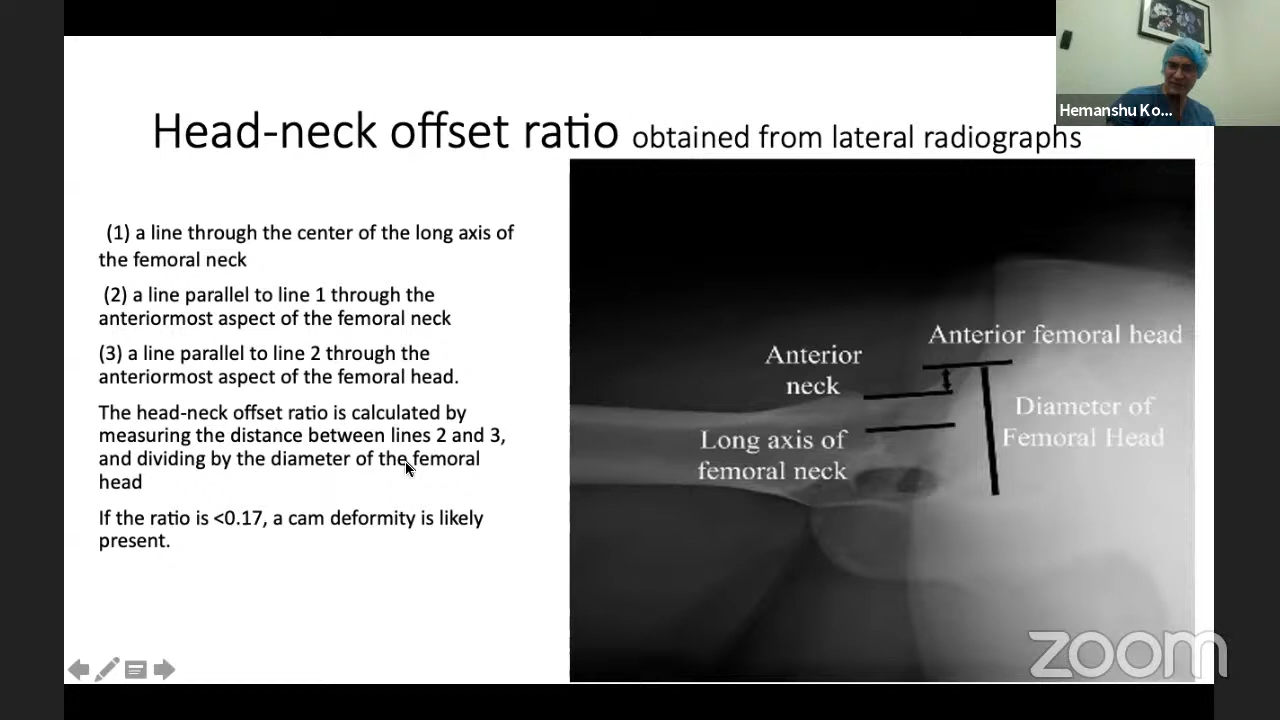 Hemanshu Ko...
Head-neck offset ratio obtained from lateral radiographs
(1) a line through the center of the long axis of
the femoral neck
(2) a line parallel to line 1 through the
anteriormost aspect of the femoral neck
(3) a line parallel to line 2 through the
anteriormost aspect of the femoral head.
The head-neck offset ratio is calculated by
measuring the distance between lines 2 and 3,
and dividing by the diameter of the femoral
head
If the ratio is <0.17, a cam deformity is likely
present.
Anterior femoral head
Anterior
neck
Diameter of
Femoral Head
Long axis of
femoral neck
zoom